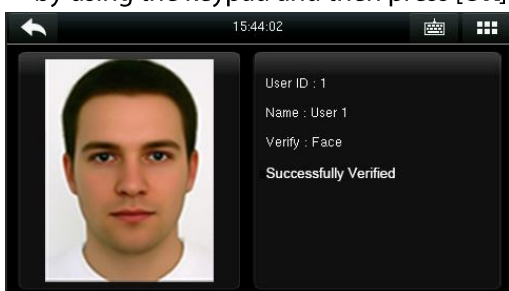 by using the keypad and then press [OK]
15:44:02
User ID : 1
Name : User 1
Verify : Face
Successfully Verified